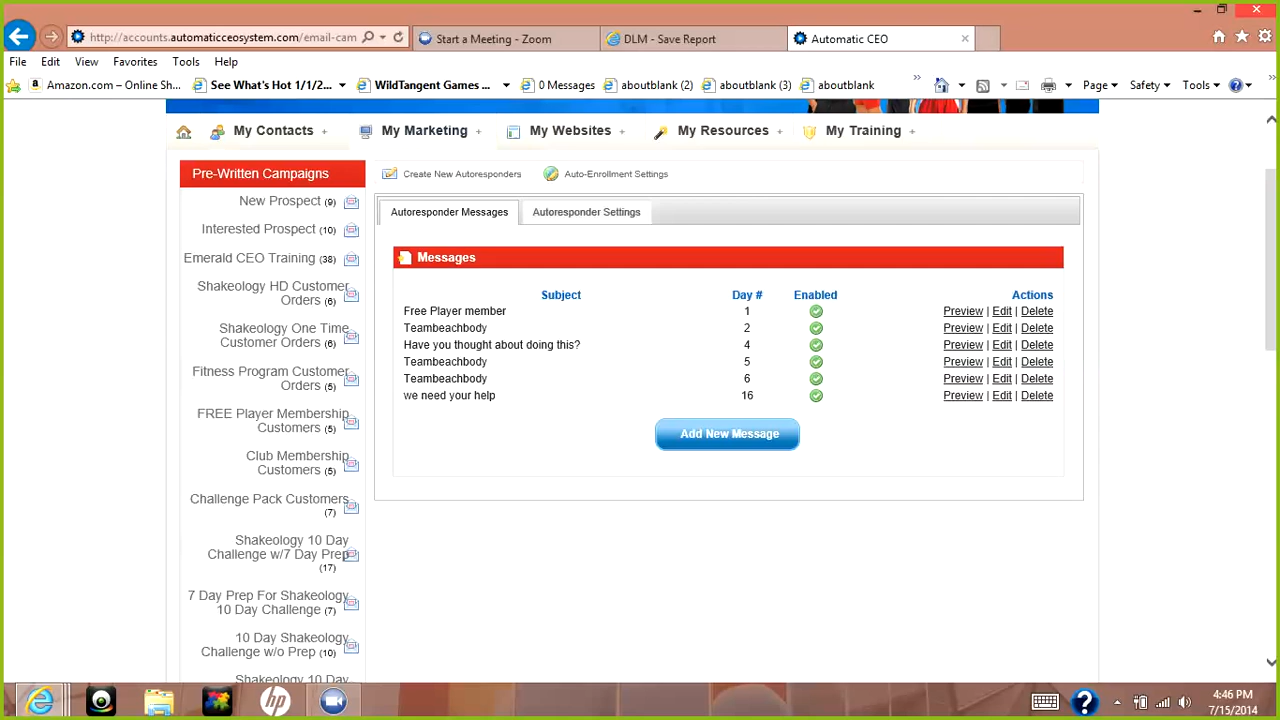 http://accounts.automaticceosystem.com/email-cam
Start a Meeting - Zoom
DLM - Save Report
Automatic CEO
File Edit View Favorites Tools Help
Amazon.com – Online Sh...
See What's Hot 1/1/2...
WildTangent Games ...
0 Messages
aboutblank (2)
aboutblank (3)
aboutblank
Page
Safety
Tools
My Contacts +
My Marketing +
My Websites +
My Resources +
My Training +
Pre-Written Campaigns
New Prospect (9)
Interested Prospect (10)
Emerald CEO Training (38)
Shakeology HD Customer
Orders (6)
Shakeology One Time
Customer Orders (6)
Fitness Program Customer
Orders (5)
FREE Player Membership
Customers (5)
Club Membership
Customers (5)
Challenge Pack Customers
(7)
Shakeology 10 Day
Challenge w/7 Day Prep
(17)
7 Day Prep For Shakeology
10 Day Challenge (7)
10 Day Shakeology
Challenge w/o Prep (10)
Shakeology 10 Day
Create New Autoresponders
Auto-Enrollment Settings
Autoresponder Messages
Autoresponder Settings
Messages
Subject Day # Enabled Actions
Free Player member 1 Preview | Edit | Delete
Teambeachbody 2 Preview | Edit | Delete
Have you thought about doing this? 4 Preview | Edit | Delete
Teambeachbody 5 Preview | Edit | Delete
Teambeachbody 6 Preview | Edit | Delete
we need your help 16 Preview | Edit | Delete
Add New Message
hp
4:46 PM
7/15/2014